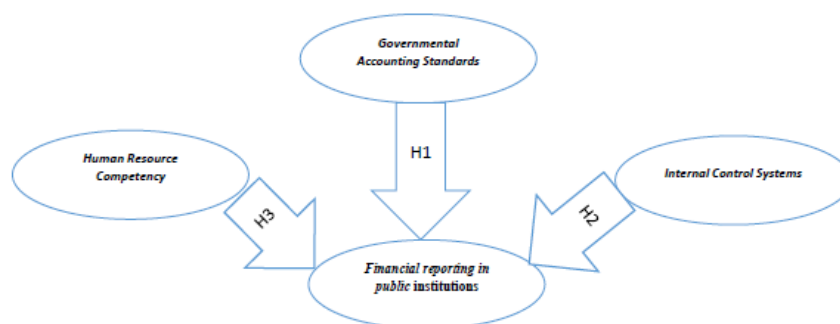 Governmental
Accounting Standards
Human Resource
Competency
H1
Internal Control Systems
H3
H2
Financial reporting in
public institutions